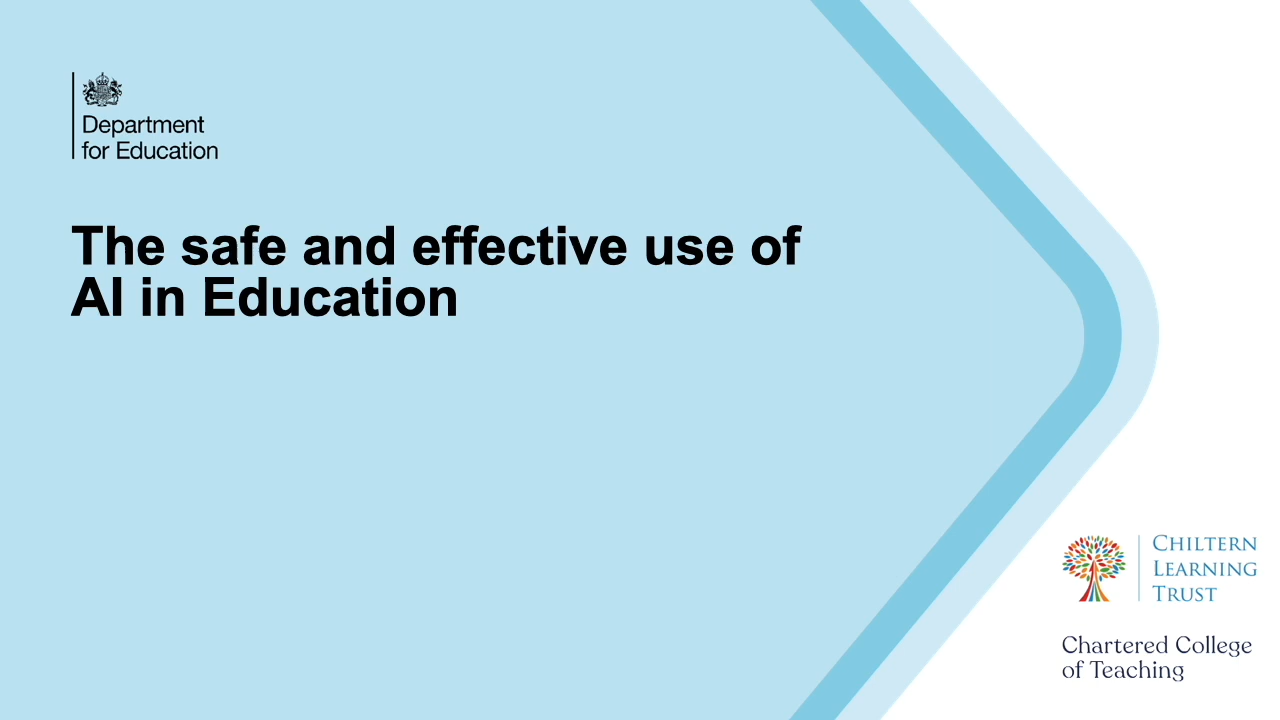 Department
for Education
The safe and effective use of
AI in Education
CHILTERN
LEARNING
TRUST
Chartered College
of Teaching